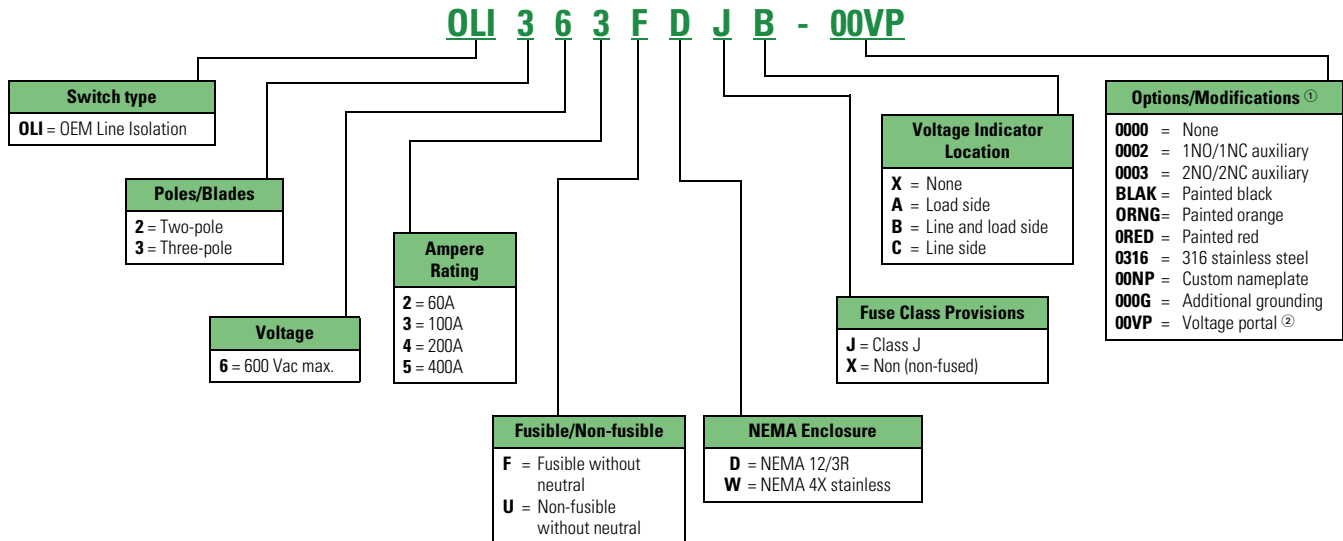 OLI 3 6 3 F D J B - 00VP
Switch type
OLI = OEM Line Isolation
Poles/Blades
2 = Two-pole
3 = Three-pole
Voltage
6 = 600 Vac max.
Ampere
Rating
2 = 60A
3 = 100A
4 = 200A
5 = 400A
Fusible/Non-fusible
F = Fusible without
neutral
U = Non-fusible
without neutral
NEMA Enclosure
D = NEMA 12/3R
W = NEMA 4X stainless
Fuse Class Provisions
J = Class J
X = Non (non-fused)
Voltage Indicator
Location
X = None
A = Load side
B = Line and load side
C = Line side
Options/Modifications ①
0000 = None
0002 = 1NO/1NC auxiliary
0003 = 2NO/2NC auxiliary
BLAK = Painted black
ORNG= Painted orange
0RED = Painted red
0316 = 316 stainless steel
00NP = Custom nameplate
000G = Additional grounding
00VP = Voltage portal ②